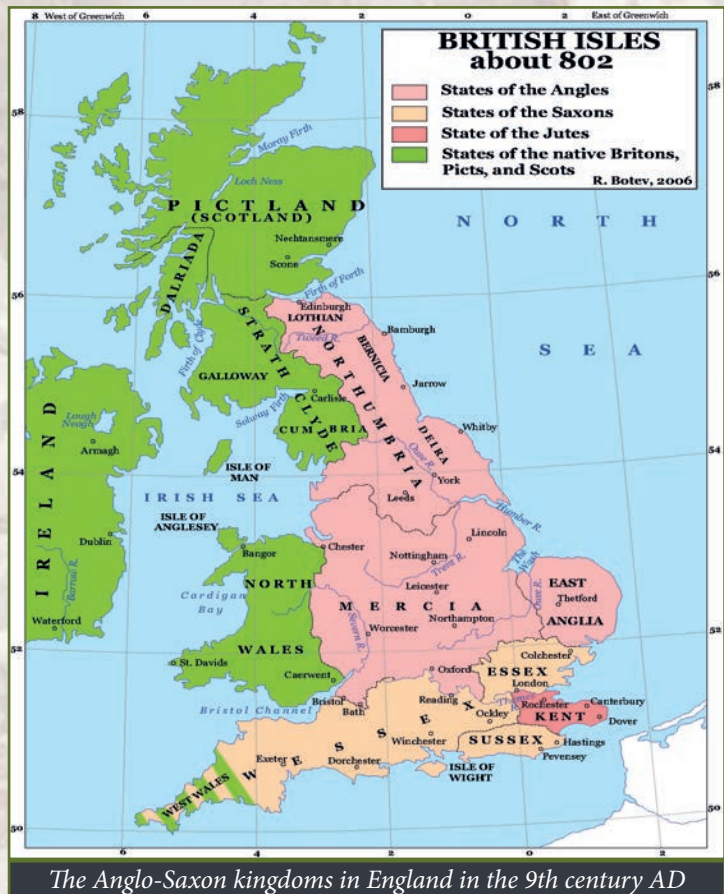 8 West of Greenwich 6 4 2 0 2 East of Greenwich
BRITISH ISLES
about 802
States of the Angles
States of the Saxons
State of the Jutes
States of the native Britons,
Picts, and Scots
R. Botev, 2006
58
58
Moray Firth
Loch Ness
PICTLAND
(SCOTLAND)
NORTH
SEA
Nechtansmere
Scone
DALRIADA
56
56
Firth of Forth
Edinburgh
LOTHIAN
Firth of Clyde
STRATH
CLYDE
Tweed R.
Bamburgh
BERNICIA
NORTHUMBRIA
GALLOWAY
Jarrow
Carlisle
Solway Firth
CUMBRIA
DEIRA
Whitby
IRELAND
Lough
Neagh
Armagh
54
54
ISLE OF
MAN
Ouse R.
York
Leeds
IRISH SEA
ISLE OF
ANGLESEY
Humber R.
Dublin
Bangor
Chester
Lincoln
Nottingham
Trent R.
The Wash
Barrow R.
NORTH
WALES
Cardigan
Bay
Leicester
MERCIA
Ouse R.
EAST
ANGLIA
Thetford
Waterford
Worcester
Northampton
Severn R.
52
52
St. Davids
Colchester
Caerwent
Oxford
ESSEX
London
Bristol
Bath
Reading
Thames R.
Rochester
Canterbury
Bristol Channel
WESSEX
Ockley
KENT
Dover
Winchester
SUSSEX
Hastings
Pevensey
Exeter
Dorchester
ISLE OF
WIGHT
WEST WALES
50
50
6 4 2 0 2
The Anglo-Saxon kingdoms in England in the 9th century AD